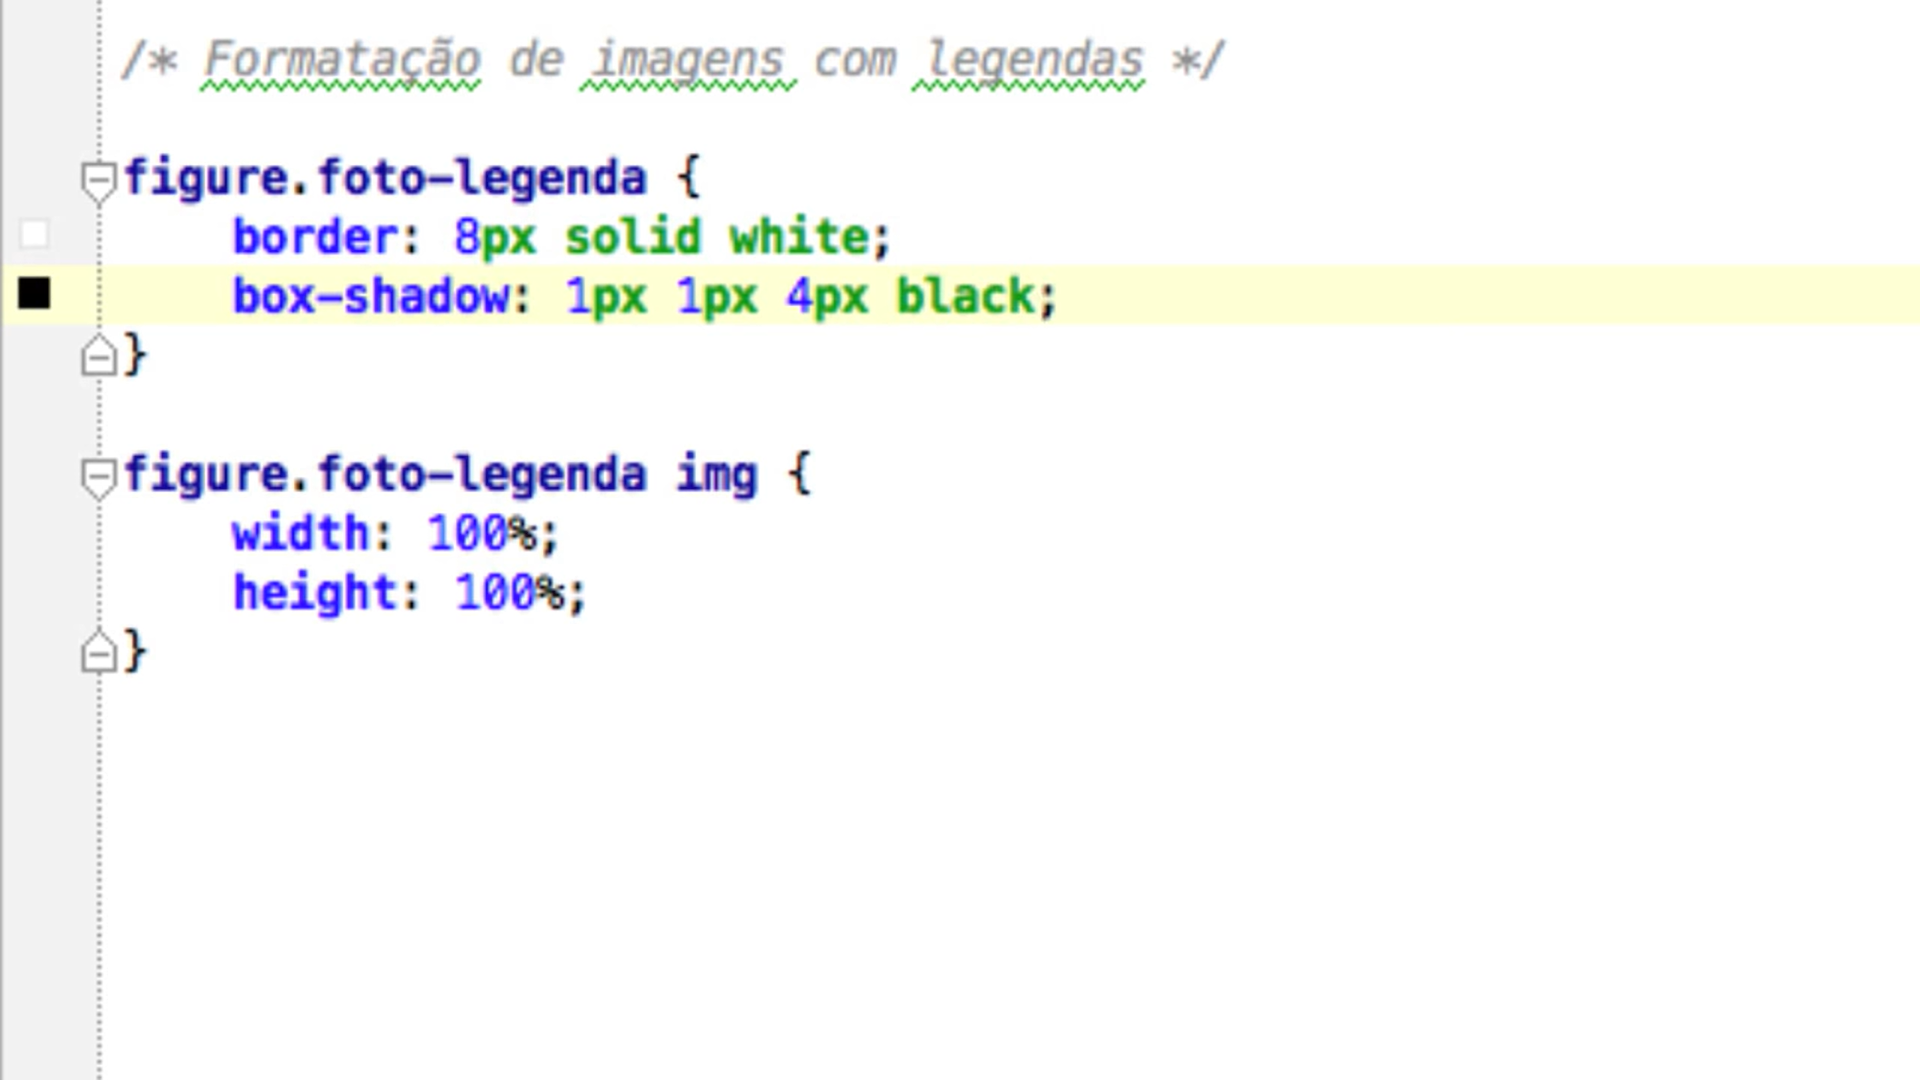 /* Formatação de imagens com legendas */
figure.foto-legenda {
border: 8px solid white;
box-shadow: 1px 1px 4px black;
}
figure.foto-legenda img {
width: 100%;
height: 100%;
}